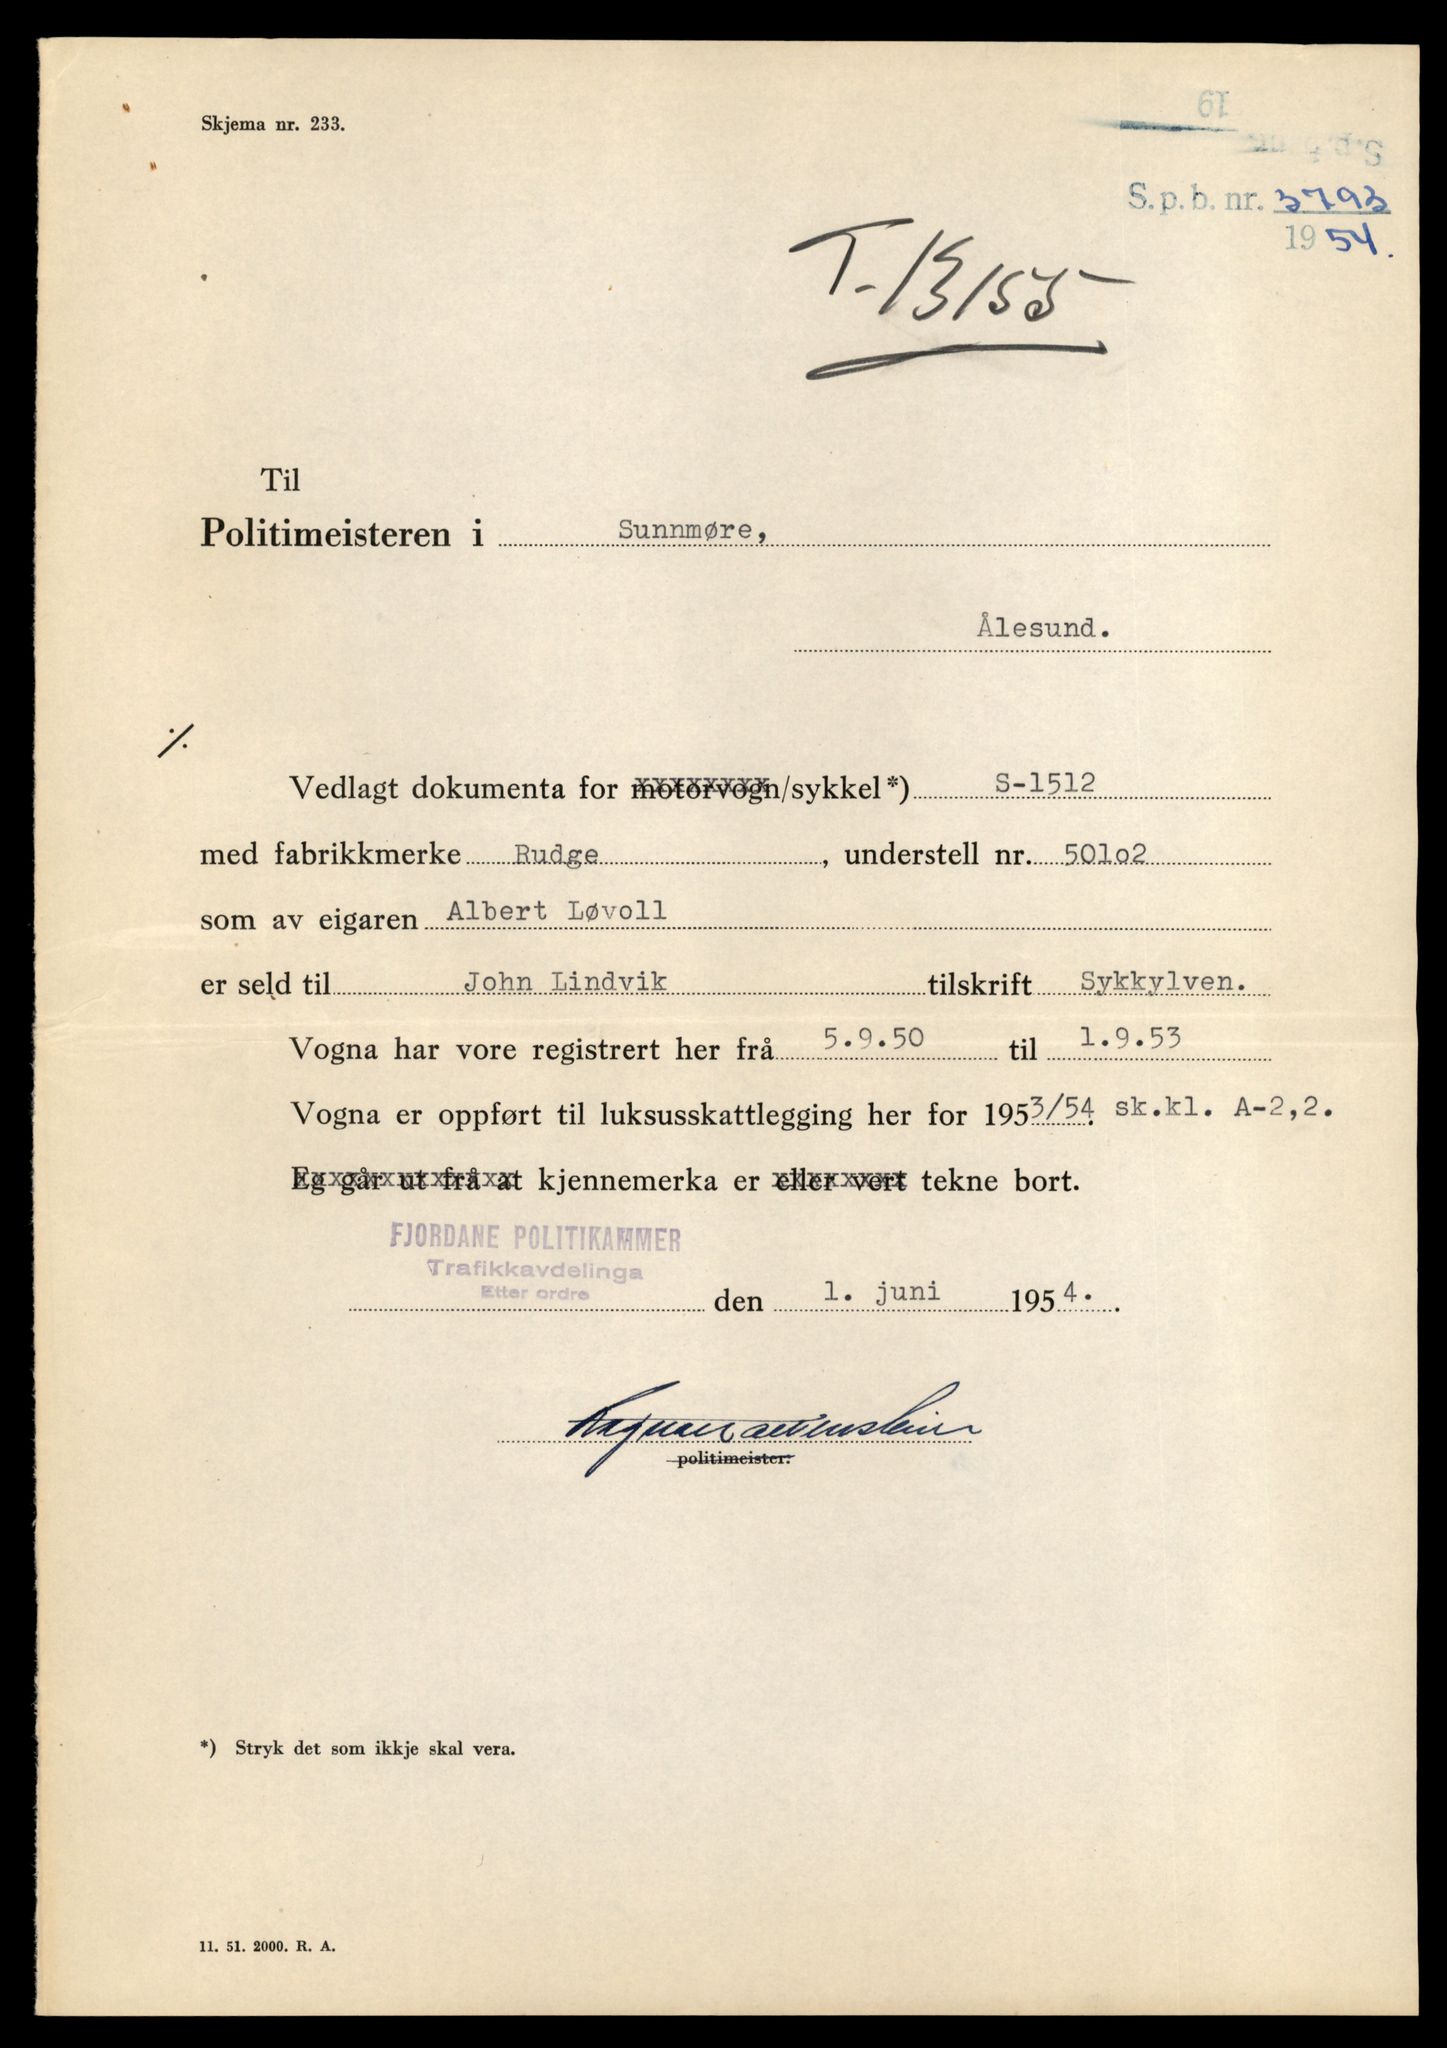 Skjema nr. 233.
19
S.p.b. nr.
S.p.b. nr. 3793
1954.
Til
Politimeisteren i Sunnmøre,
Ålesund.
⁒
Vedlagt dokumenta for motorvogn/sykkel*) S-1512
med fabrikkmerke Rudge, understell nr. 501o2
som av eigaren Albert Løvoll
er seld til John Lindvik tilskrift Sykkylven.
Vogna har vore registrert her frå 5.9.50 til 1.9.53
Vogna er oppført til luksusskattlegging her for 1953/54. sk.kl. A-2,2.
Eg går ut frå at kjennemerka er eller vert tekne bort.
FJORDANE POLITIKAMMER
Trafikkavdelinga
Etter ordre
den 1. juni 1954.
politimeister.
*) Stryk det som ikkje skal vera.
11. 51. 2000. R. A.